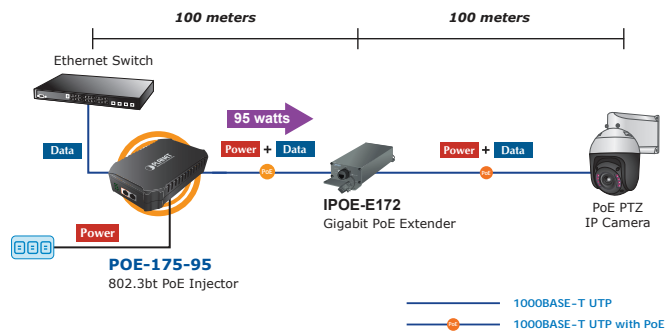 100 meters
100 meters
Ethernet Switch
95 watts
Data
Power + Data
Power + Data
PLANET
PoE
PoE
IPOE-E172
Gigabit PoE Extender
PoE PTZ
IP Camera
Power
POE-175-95
802.3bt PoE Injector
1000BASE-T UTP
PoE
1000BASE-T UTP with PoE